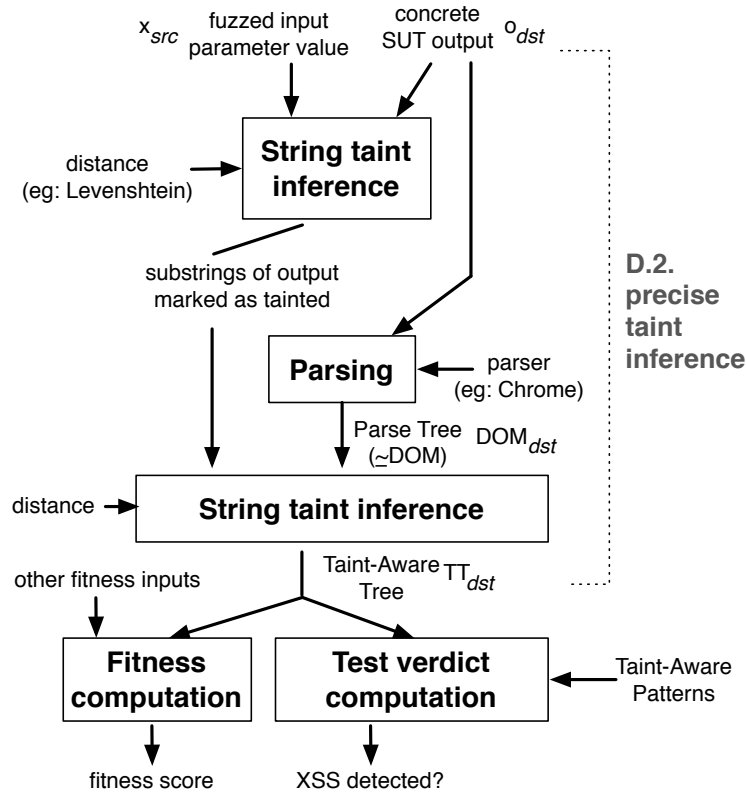 x_src
fuzzed input
parameter value
concrete
SUT output
o_dst
String taint
inference
distance
(eg: Levenshtein)
substrings of output
marked as tainted
D.2.
precise
taint
inference
Parsing
parser
(eg: Chrome)
Parse Tree
(~DOM)
DOM_dst
distance
String taint inference
other fitness inputs
Taint-Aware
Tree
TT_dst
Fitness
computation
Test verdict
computation
Taint-Aware
Patterns
fitness score
XSS detected?